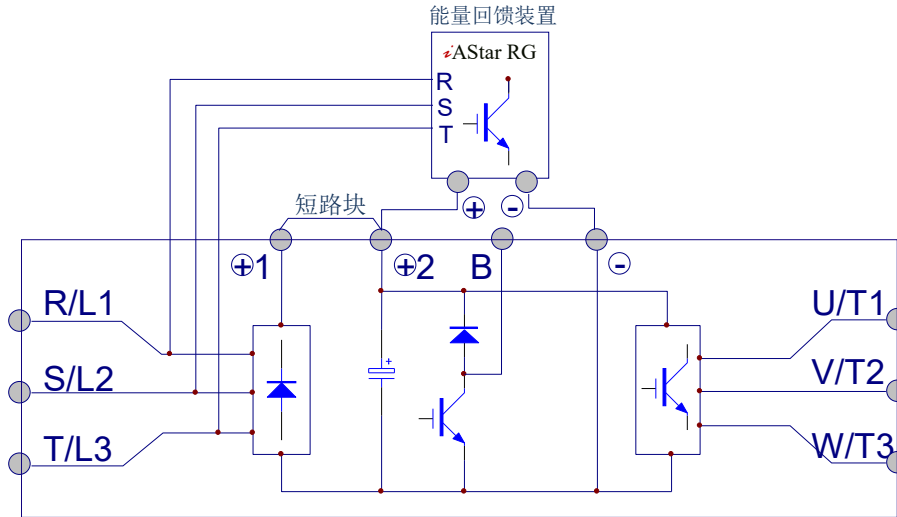 能量回馈装置
iAStar RG
R
S
T
短路块
⊕ ⊖
⊕1 ⊕2 B ⊖
R/L1
S/L2
T/L3
+
U/T1
V/T2
W/T3